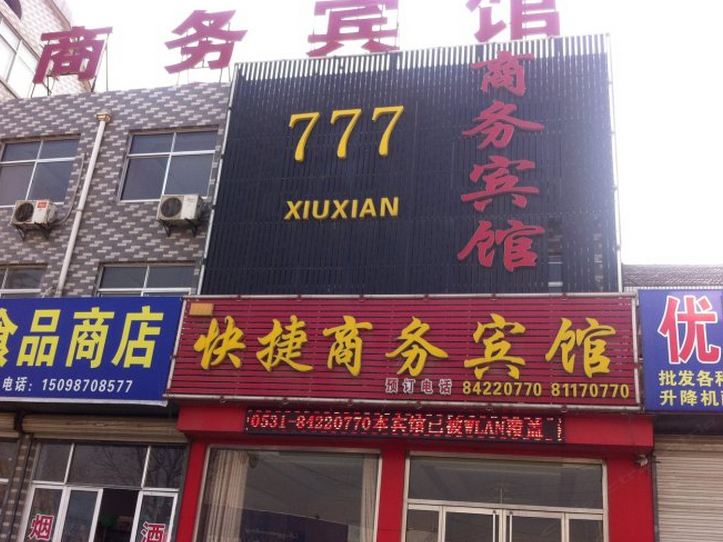 商务宾馆
777
XIUXIAN
商务宾馆
食品商店
电话：15098708577
快捷商务宾馆
预订电话 84220770 81170770
0531-84220770本宾馆已被WLAN覆盖
优
批发各种
升降机
烟
酒